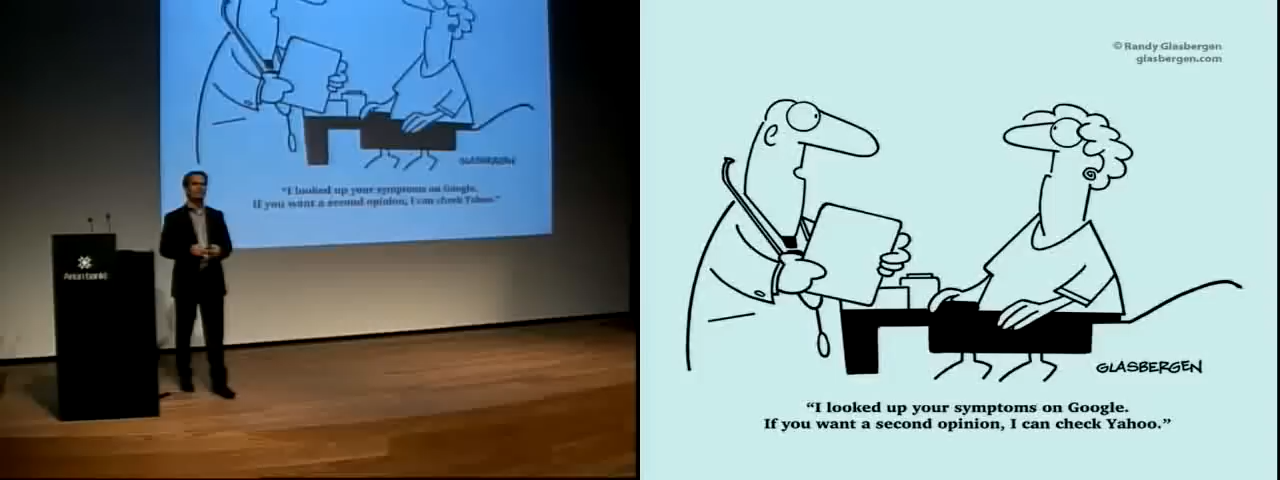 GLASBERGEN
"I looked up your symptoms on Google.
If you want a second opinion, I can check Yahoo."
© Randy Glasbergen
glasbergen.com
GLASBERGEN
“I looked up your symptoms on Google.
If you want a second opinion, I can check Yahoo.”